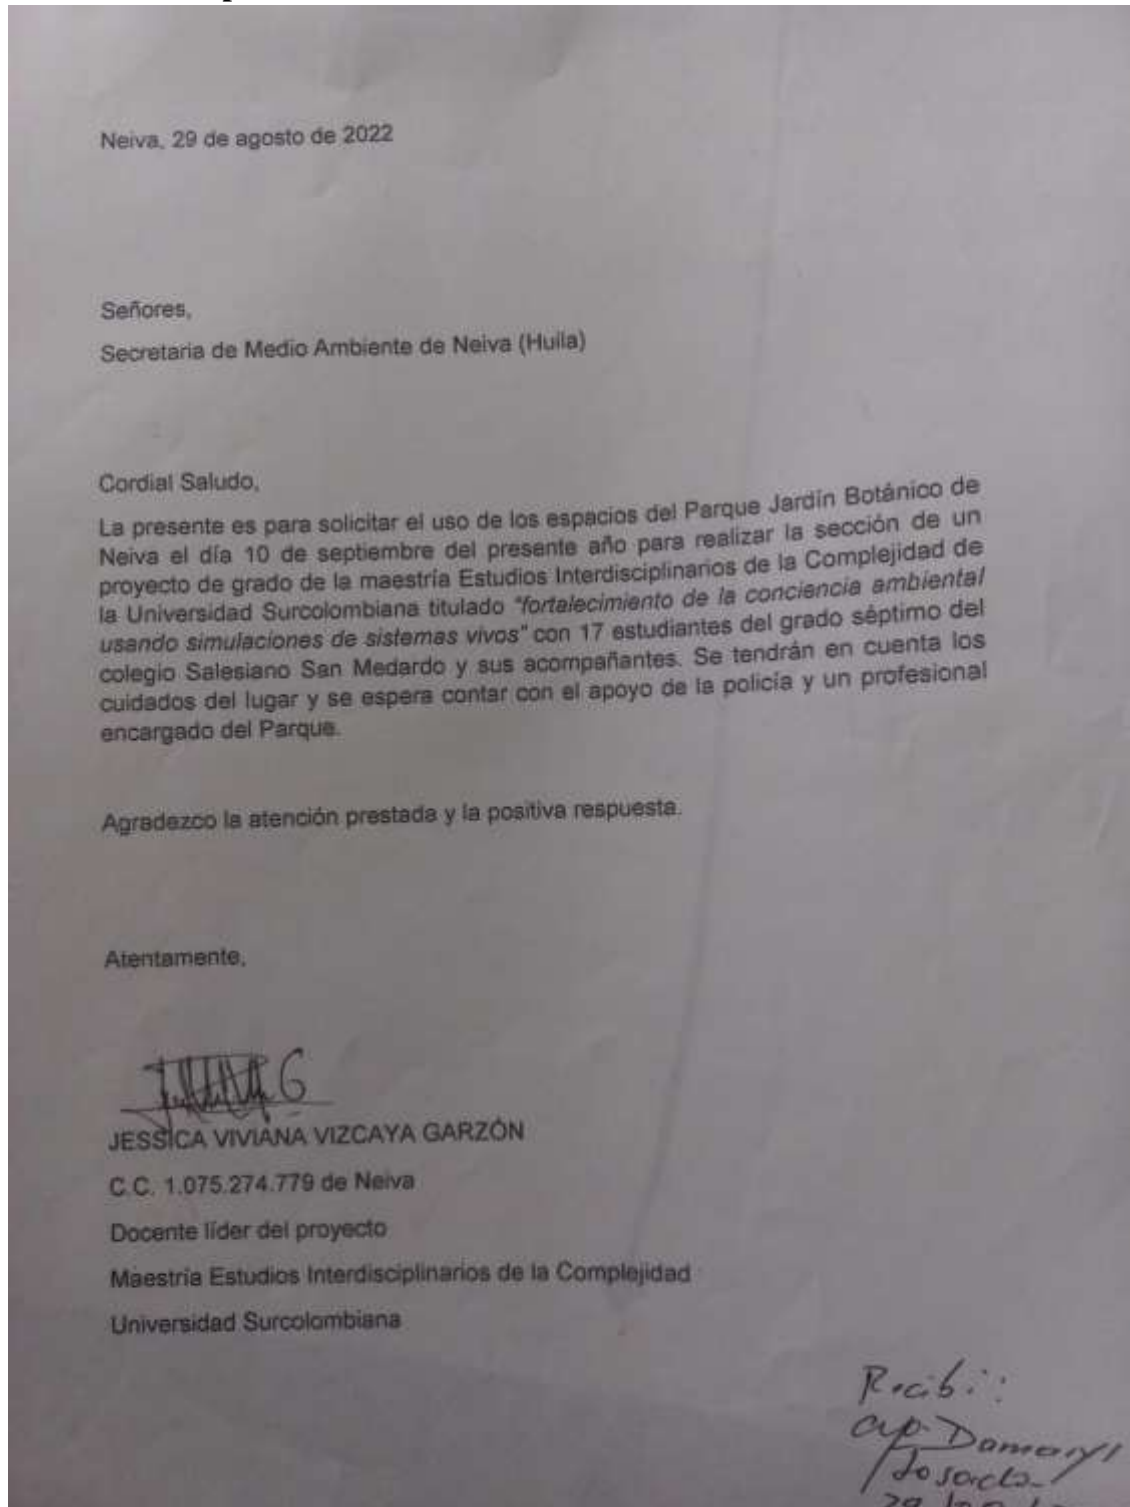 Neiva, 29 de agosto de 2022
Señores,
Secretaria de Medio Ambiente de Neiva (Huila)
Cordial Saludo,
La presente es para solicitar el uso de los espacios del Parque Jardín Botánico de
Neiva el día 10 de septiembre del presente año para realizar la sección de un
proyecto de grado de la maestría Estudios Interdisciplinarios de la Complejidad de
la Universidad Surcolombiana titulado "fortalecimiento de la conciencia ambiental
usando simulaciones de sistemas vivos" con 17 estudiantes del grado séptimo del
colegio Salesiano San Medardo y sus acompañantes. Se tendrán en cuenta los
cuidados del lugar y se espera contar con el apoyo de la policía y un profesional
encargado del Parque.
Agradezco la atención prestada y la positiva respuesta.
Atentamente,
JESSICA VIVIANA VIZCAYA GARZÓN
C.C. 1.075.274.779 de Neiva
Docente líder del proyecto
Maestría Estudios Interdisciplinarios de la Complejidad
Universidad Surcolombiana
Recibi:
Damarys
Losada